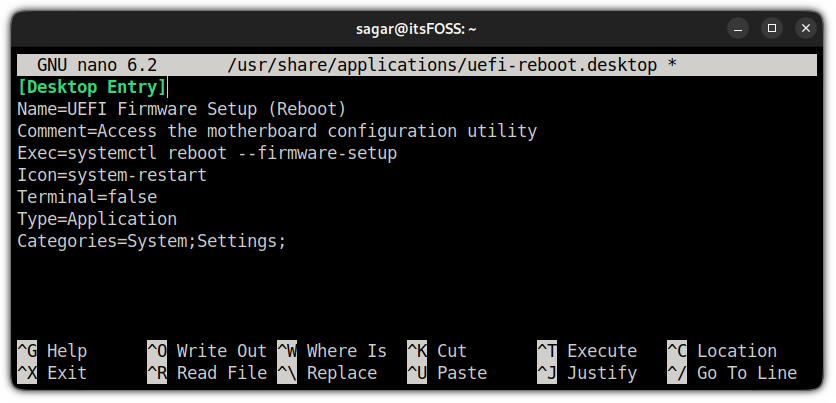 sagar@itsFOSS: ~
GNU nano 6.2 /usr/share/applications/uefi-reboot.desktop *
[Desktop Entry]
Name=UEFI Firmware Setup (Reboot)
Comment=Access the motherboard configuration utility
Exec=systemctl reboot --firmware-setup
Icon=system-restart
Terminal=false
Type=Application
Categories=System;Settings;
^G Help ^O Write Out ^W Where Is ^K Cut ^T Execute ^C Location
^X Exit ^R Read File ^\ Replace ^U Paste ^J Justify ^/ Go To Line